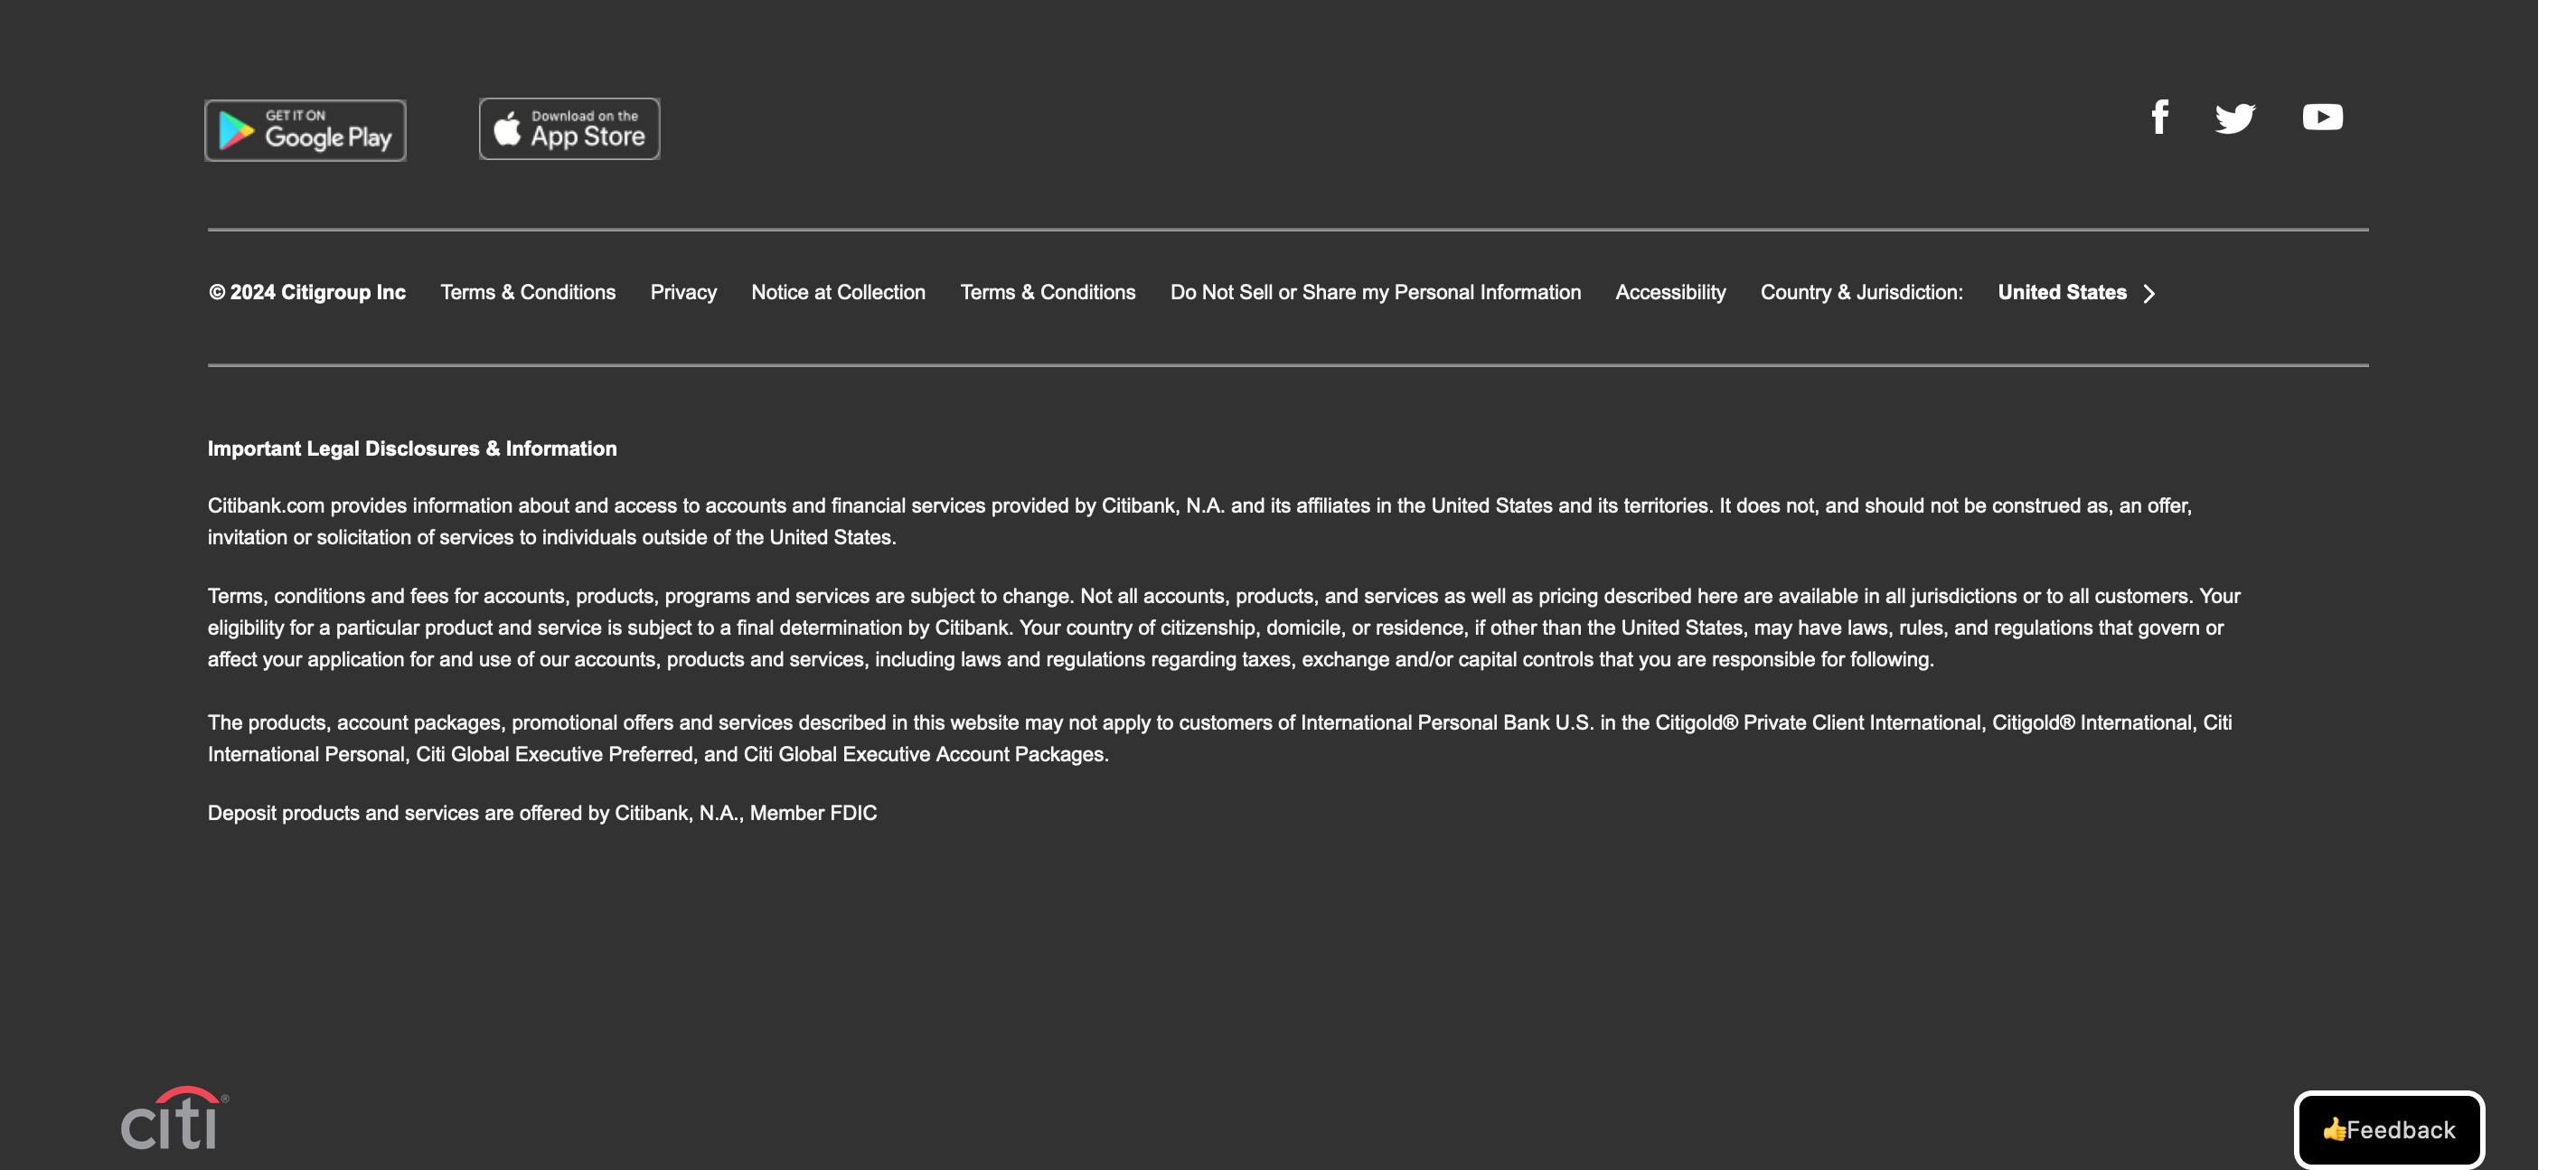 GET IT ON
Google Play
Download on the
App Store
© 2024 Citigroup Inc Terms & Conditions Privacy Notice at Collection Terms & Conditions Do Not Sell or Share my Personal Information Accessibility Country & Jurisdiction: United States
Important Legal Disclosures & Information
Citibank.com provides information about and access to accounts and financial services provided by Citibank, N.A. and its affiliates in the United States and its territories. It does not, and should not be construed as, an offer,
invitation or solicitation of services to individuals outside of the United States.
Terms, conditions and fees for accounts, products, programs and services are subject to change. Not all accounts, products, and services as well as pricing described here are available in all jurisdictions or to all customers. Your
eligibility for a particular product and service is subject to a final determination by Citibank. Your country of citizenship, domicile, or residence, if other than the United States, may have laws, rules, and regulations that govern or
affect your application for and use of our accounts, products and services, including laws and regulations regarding taxes, exchange and/or capital controls that you are responsible for following.
The products, account packages, promotional offers and services described in this website may not apply to customers of International Personal Bank U.S. in the Citigold® Private Client International, Citigold® International, Citi
International Personal, Citi Global Executive Preferred, and Citi Global Executive Account Packages.
Deposit products and services are offered by Citibank, N.A., Member FDIC
citi®
👍Feedback